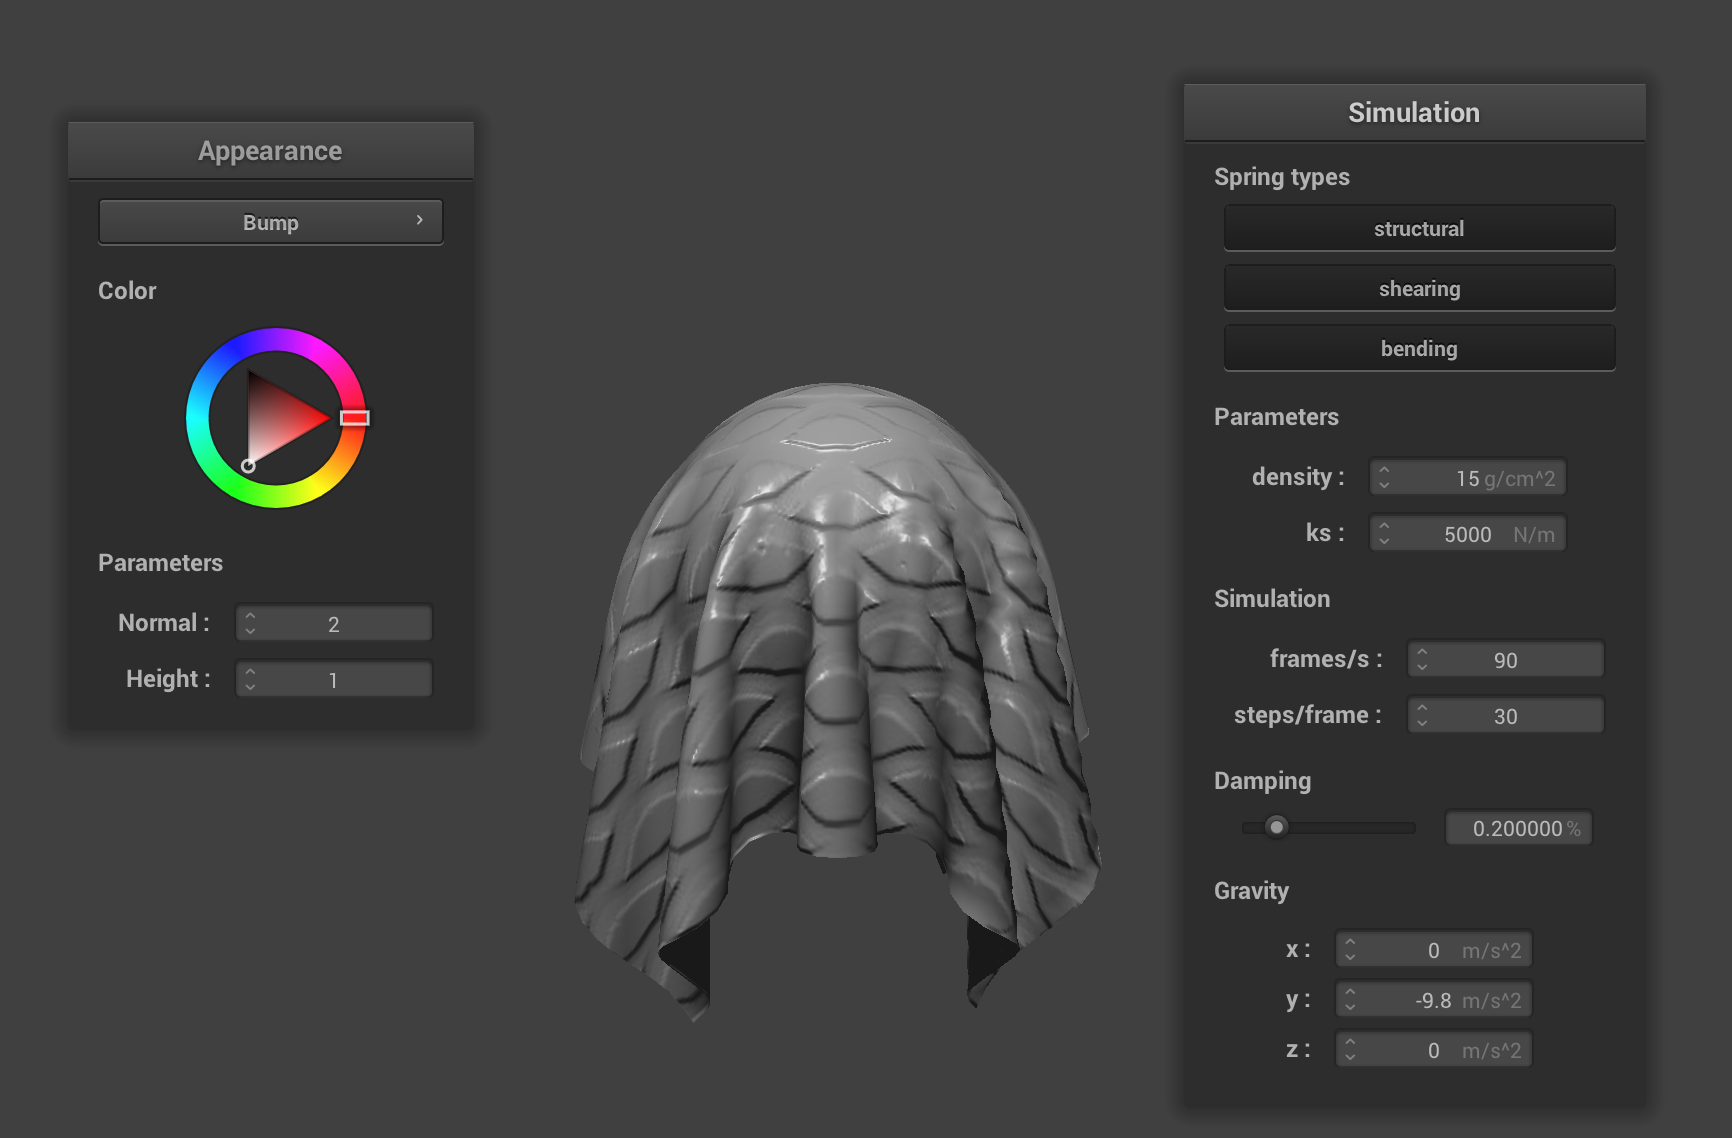 Appearance
Bump
Color
Parameters
Normal : 2
Height : 1
Simulation
Spring types
structural
shearing
bending
Parameters
density : 15 g/cm^2
ks : 5000 N/m
Simulation
frames/s : 90
steps/frame : 30
Damping
0.200000 %
Gravity
x : 0 m/s^2
y : -9.8 m/s^2
z : 0 m/s^2